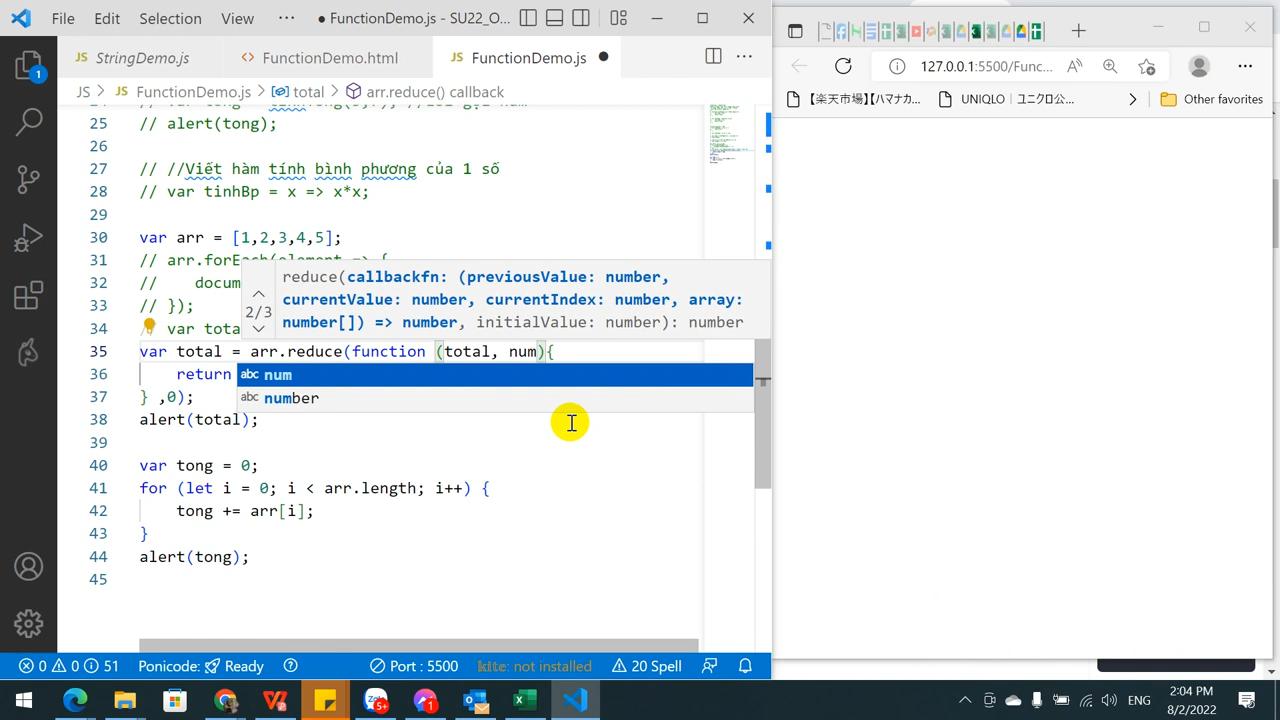 File Edit Selection View ··· ● FunctionDemo.js - SU22_O...
JS StringDemo.js <> FunctionDemo.html JS FunctionDemo.js ● ···
JS > JS FunctionDemo.js > total > arr.reduce() callback
25 // alert(tong);
26
27 // //Viết hàm tính bình phương của 1 số
28 // var tinhBp = x => x*x;
29
30 var arr = [1,2,3,4,5];
31 // arr.forEach(element => {
32 // docum
33 // });
34 // var tota
35 var total = arr.reduce(function (total, num){
36 return
37 } ,0);
38 alert(total);
39
40 var tong = 0;
41 for (let i = 0; i < arr.length; i++) {
42 tong += arr[i];
43 }
44 alert(tong);
45
2/3
reduce(callbackfn: (previousValue: number,
currentValue: number, currentIndex: number, array:
number[]) => number, initialValue: number): number
abc num
abc number
1
0 0 51 Ponicode: Ready Port : 5500 kite: not installed 20 Spell
127.0.0.1:5500/Func...
【楽天市場】【ハマナカ... UNIQLO | ユニクロ公... Other favorites
5+
1
ENG
2:04 PM
8/2/2022